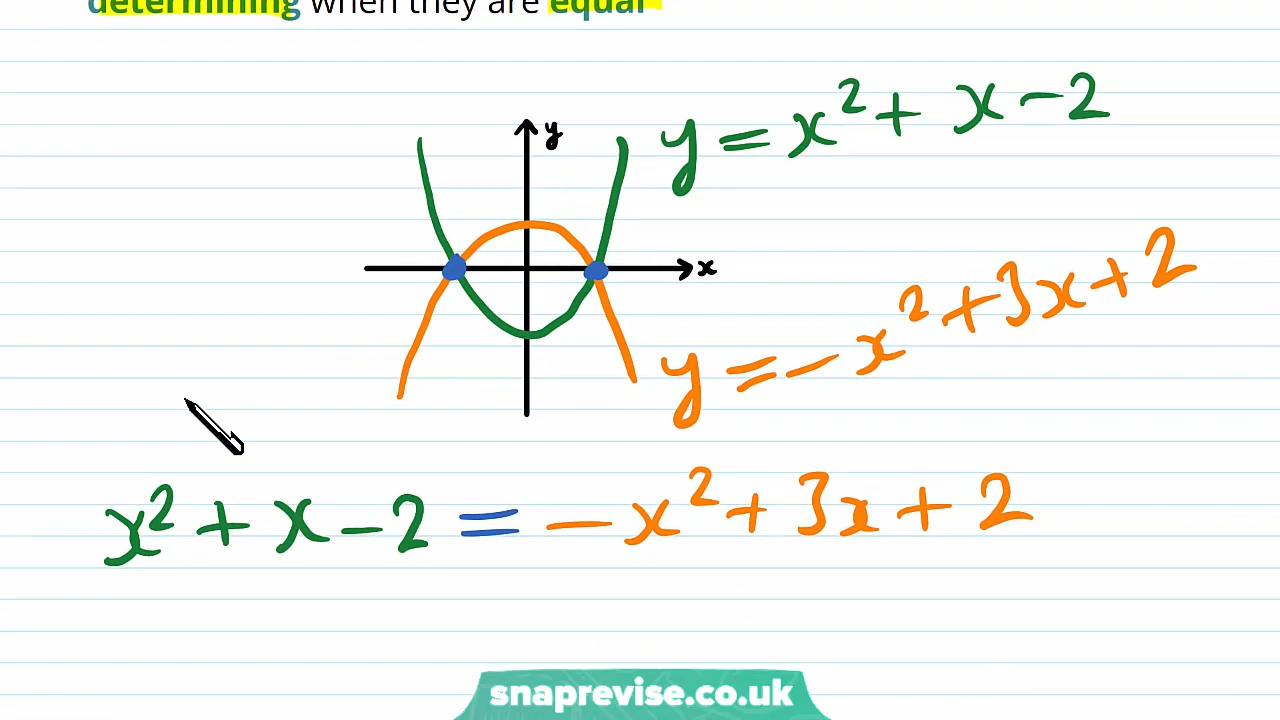 determining when they are equal
y = x² + x - 2
y
x
y = -x² + 3x + 2
x² + x - 2 = -x² + 3x + 2
snaprevise.co.uk